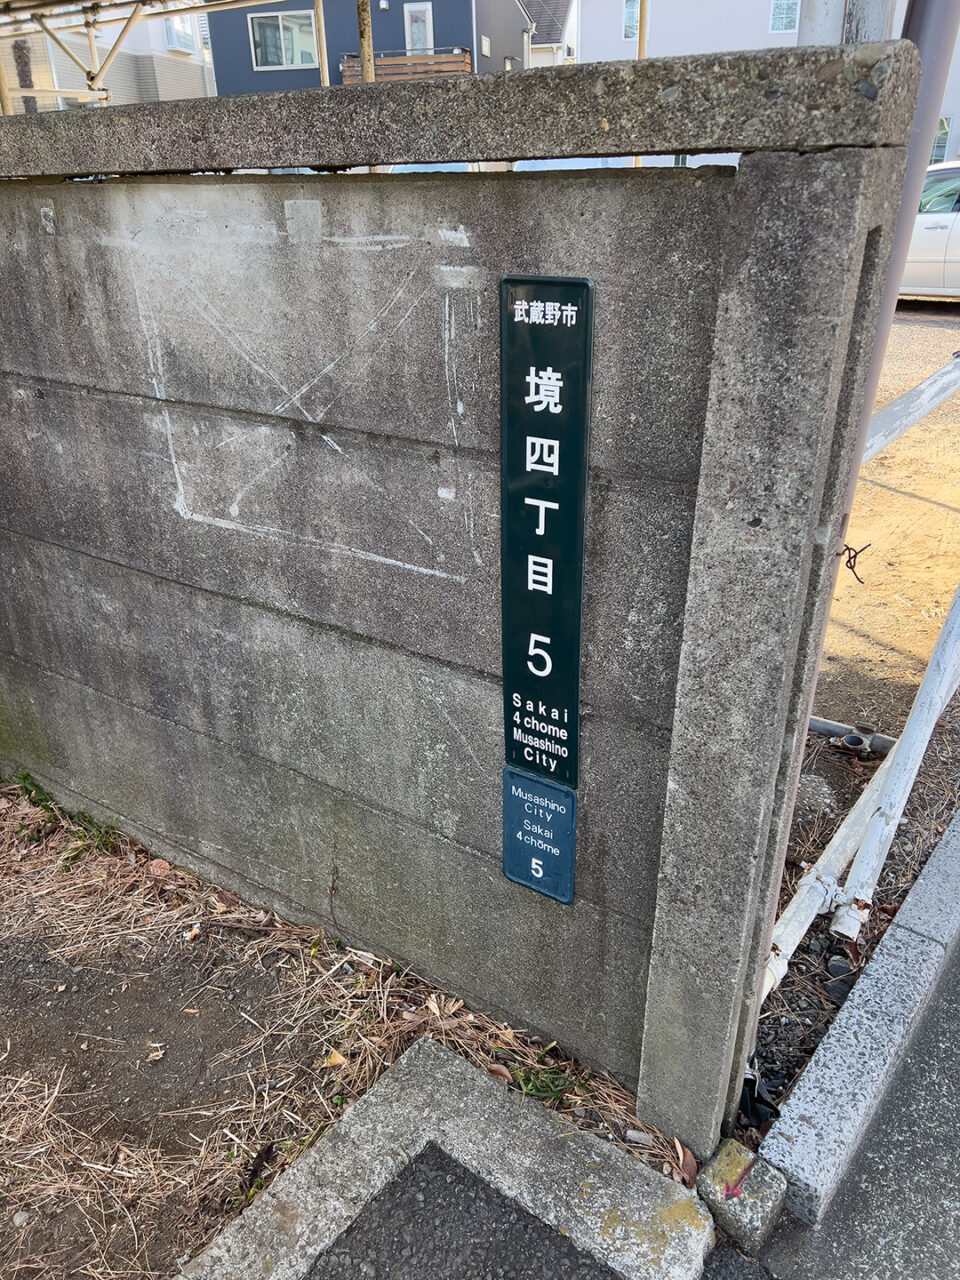 武蔵野市
境四丁目
5
Sakai
4 chome
Musashino
City
Musashino
City
Sakai
4 chōme
5